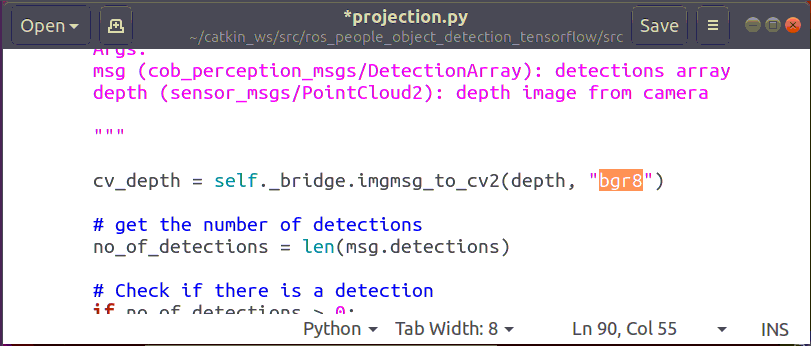 Open
*projection.py
~/catkin_ws/src/ros_people_object_detection_tensorflow/src
Save
Args:
msg (cob_perception_msgs/DetectionArray): detections array
depth (sensor_msgs/PointCloud2): depth image from camera
"""
cv_depth = self._bridge.imgmsg_to_cv2(depth, "bgr8")
# get the number of detections
no_of_detections = len(msg.detections)
# Check if there is a detection
if no_of_detections > 0:
Python Tab Width: 8 Ln 90, Col 55 INS